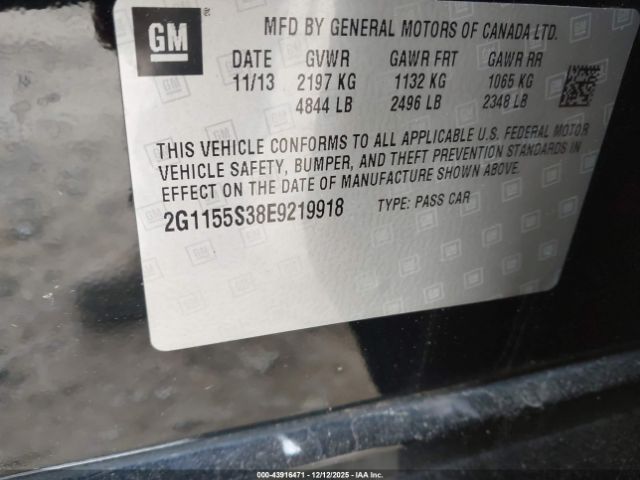 GM
MFD BY GENERAL MOTORS OF CANADA LTD.
DATE GVWR GAWR FRT GAWR RR
11/13 2197 KG 1132 KG 1065 KG
4844 LB 2496 LB 2348 LB
THIS VEHICLE CONFORMS TO ALL APPLICABLE U.S. FEDERAL MOTOR
VEHICLE SAFETY, BUMPER, AND THEFT PREVENTION STANDARDS IN
EFFECT ON THE DATE OF MANUFACTURE SHOWN ABOVE.
2G1155S38E9219918 TYPE: PASS CAR
000-43916471 - 12/12/2025 - IAAI.com